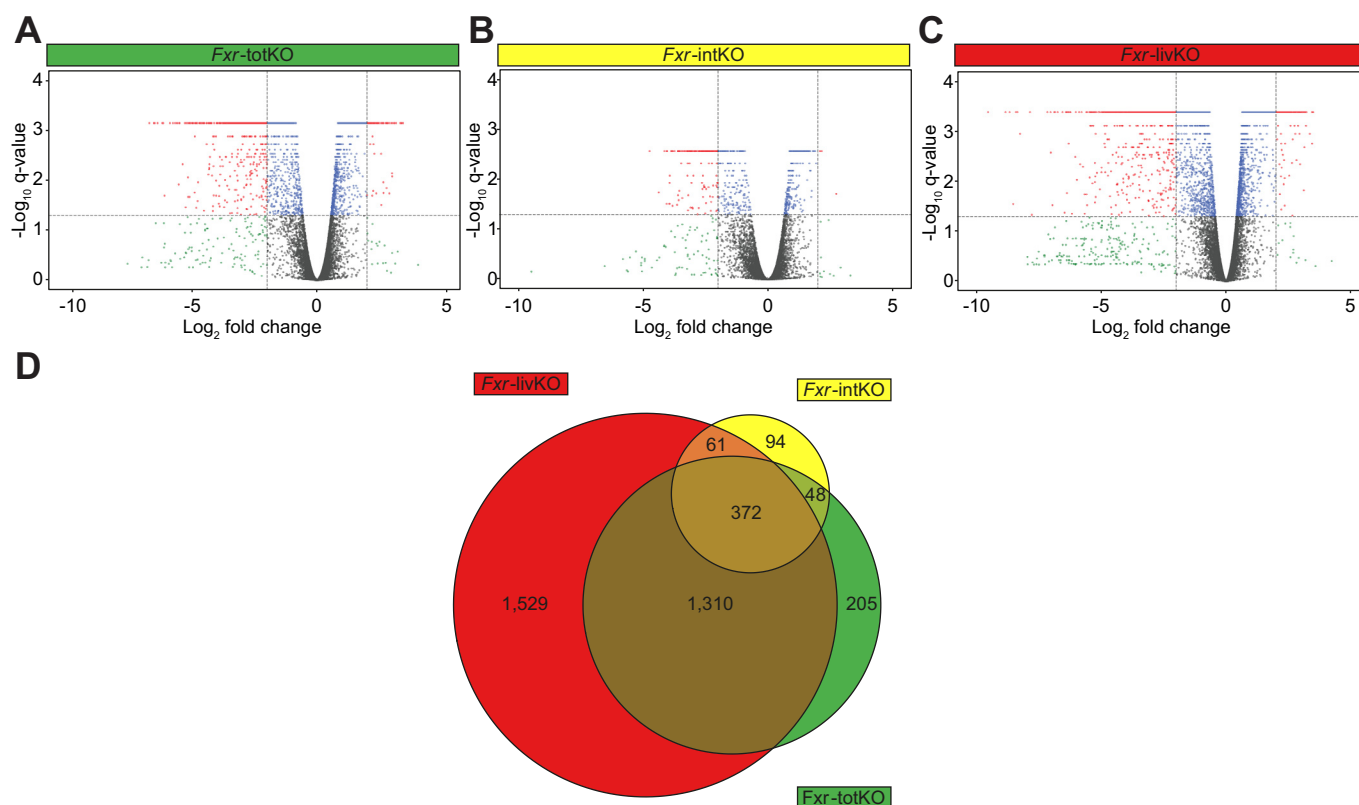 A
B
C
Fxr-totKO
Fxr-intKO
Fxr-livKO
4
3
2
1
0
-Log10 q-value
-10
-5
0
5
Log2 fold change
4
3
2
1
0
-Log10 q-value
-10
-5
0
5
Log2 fold change
4
3
2
1
0
-Log10 q-value
-10
-5
0
5
Log2 fold change
D
Fxr-livKO
Fxr-intKO
61
94
48
372
1,529
1,310
205
Fxr-totKO